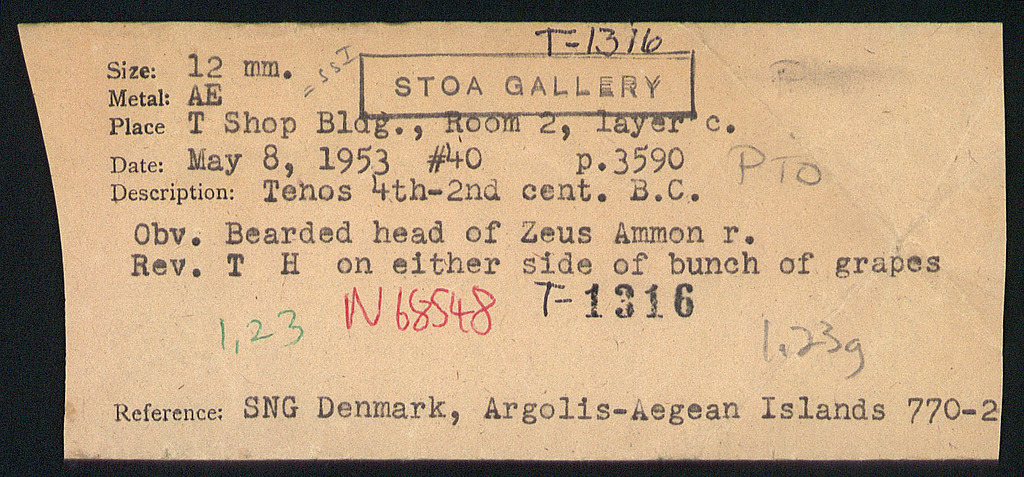 T-1316
Size: 12 mm.
STOA GALLERY
Metal: AE
Place T Shop Bldg., Room 2, layer c.
Date: May 8, 1953 #40 p.3590
PTO
Description: Tenos 4th-2nd cent. B.C.
Obv. Bearded head of Zeus Ammon r.
Rev. T H on either side of bunch of grapes
N68548 T-1316
1,23
1.23g
Reference: SNG Denmark, Argolis-Aegean Islands 770-2